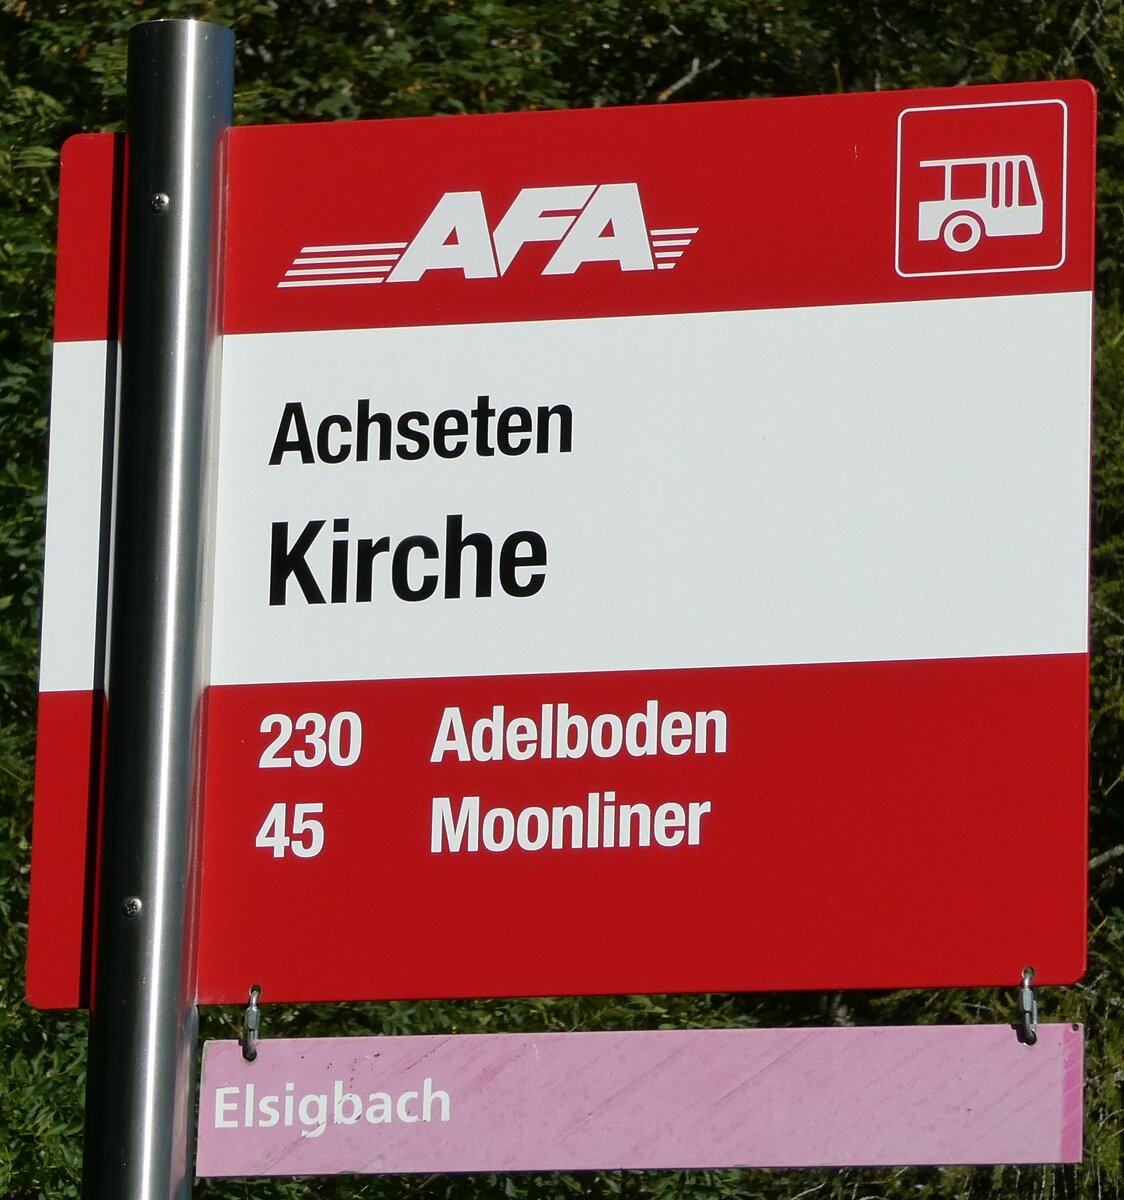 AFA
Achseten
Kirche
230 Adelboden
45 Moonliner
Elsigbach